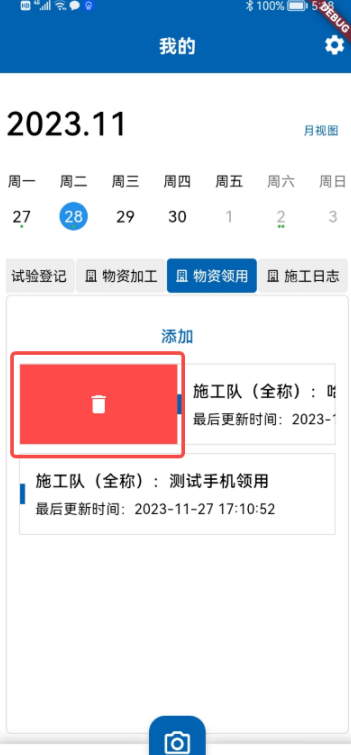 HD 4G 100% 5:18
DEBUG
我的
2023.11
月视图
周一 周二 周三 周四 周五 周六 周日
27 28 29 30 1 2 3
试验登记 物资加工 物资领用 施工日志
添加
施工队（全称）：
最后更新时间：2023-1
施工队（全称）：测试手机领用
最后更新时间：2023-11-27 17:10:52